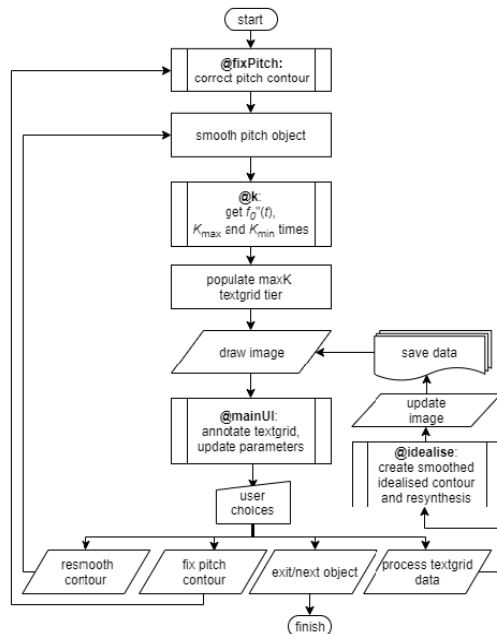 start
@fixPitch:
correct pitch contour
smooth pitch object
@k:
get f0"(t),
Kmax and Kmin times
populate maxK
textgrid tier
draw image
save data
@mainUI:
annotate textgrid,
update parameters
update
image
@idealise:
create smoothed
idealised contour
and resynthesis
user
choices
resmooth
contour
fix pitch
contour
exit/next object
process textgrid
data
finish